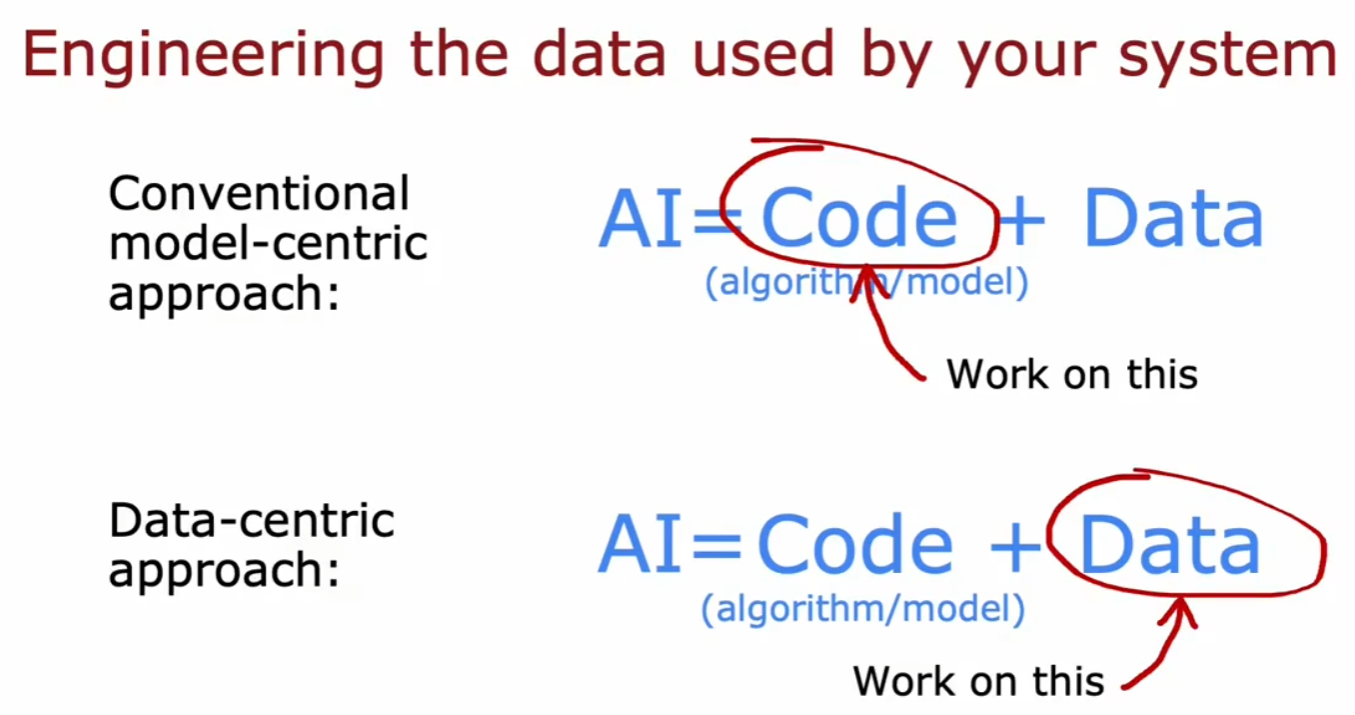 Engineering the data used by your system
Conventional
model-centric
approach:
AI= Code + Data
(algorithm/model)
Work on this
Data-centric
approach:
AI=Code + Data
(algorithm/model)
Work on this